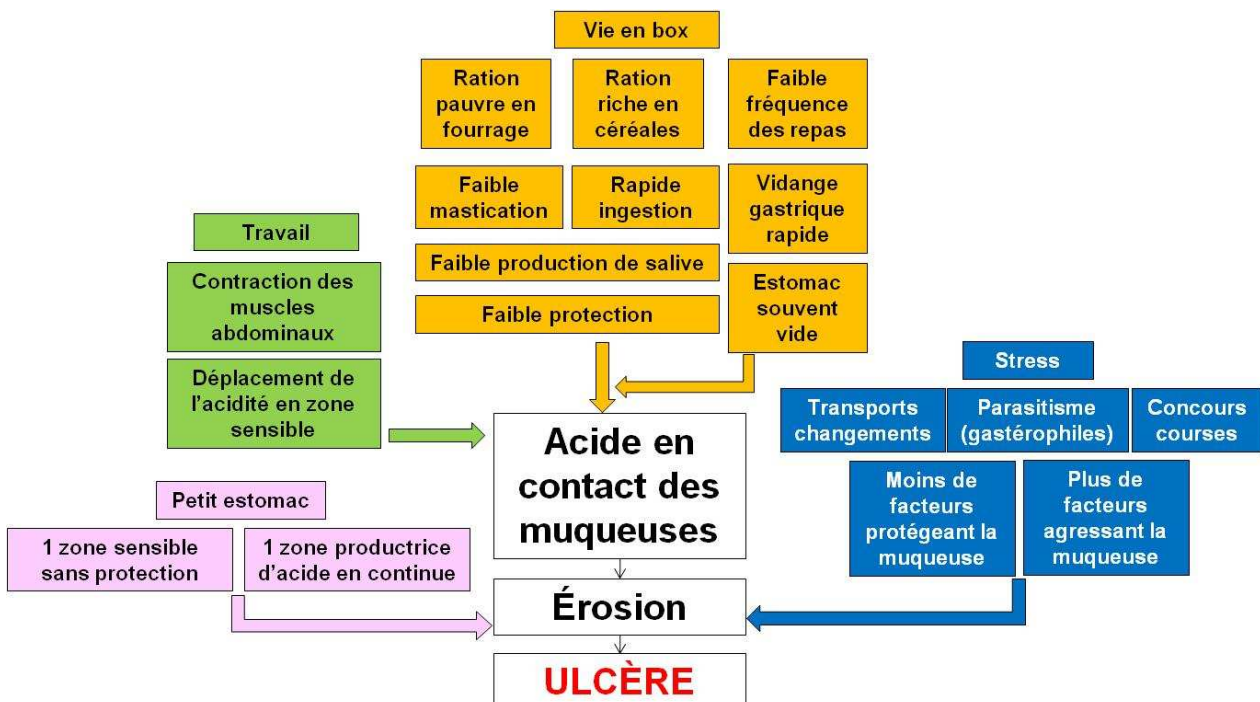 Vie en box
Ration
pauvre en
fourrage
Ration
riche en
céréales
Faible
fréquence
des repas
Faible
mastication
Rapide
ingestion
Vidange
gastrique
rapide
Faible production de salive
Faible protection
Estomac
souvent
vide
Travail
Contraction des
muscles
abdominaux
Déplacement de
l'acidité en zone
sensible
Stress
Transports
changements
Parasitisme
(gastérophiles)
Concours
courses
Moins de
facteurs
protégeant la
muqueuse
Plus de
facteurs
agressant la
muqueuse
Petit estomac
1 zone sensible
sans protection
1 zone productrice
d'acide en continue
Acide en
contact des
muqueuses
Érosion
ULCÈRE